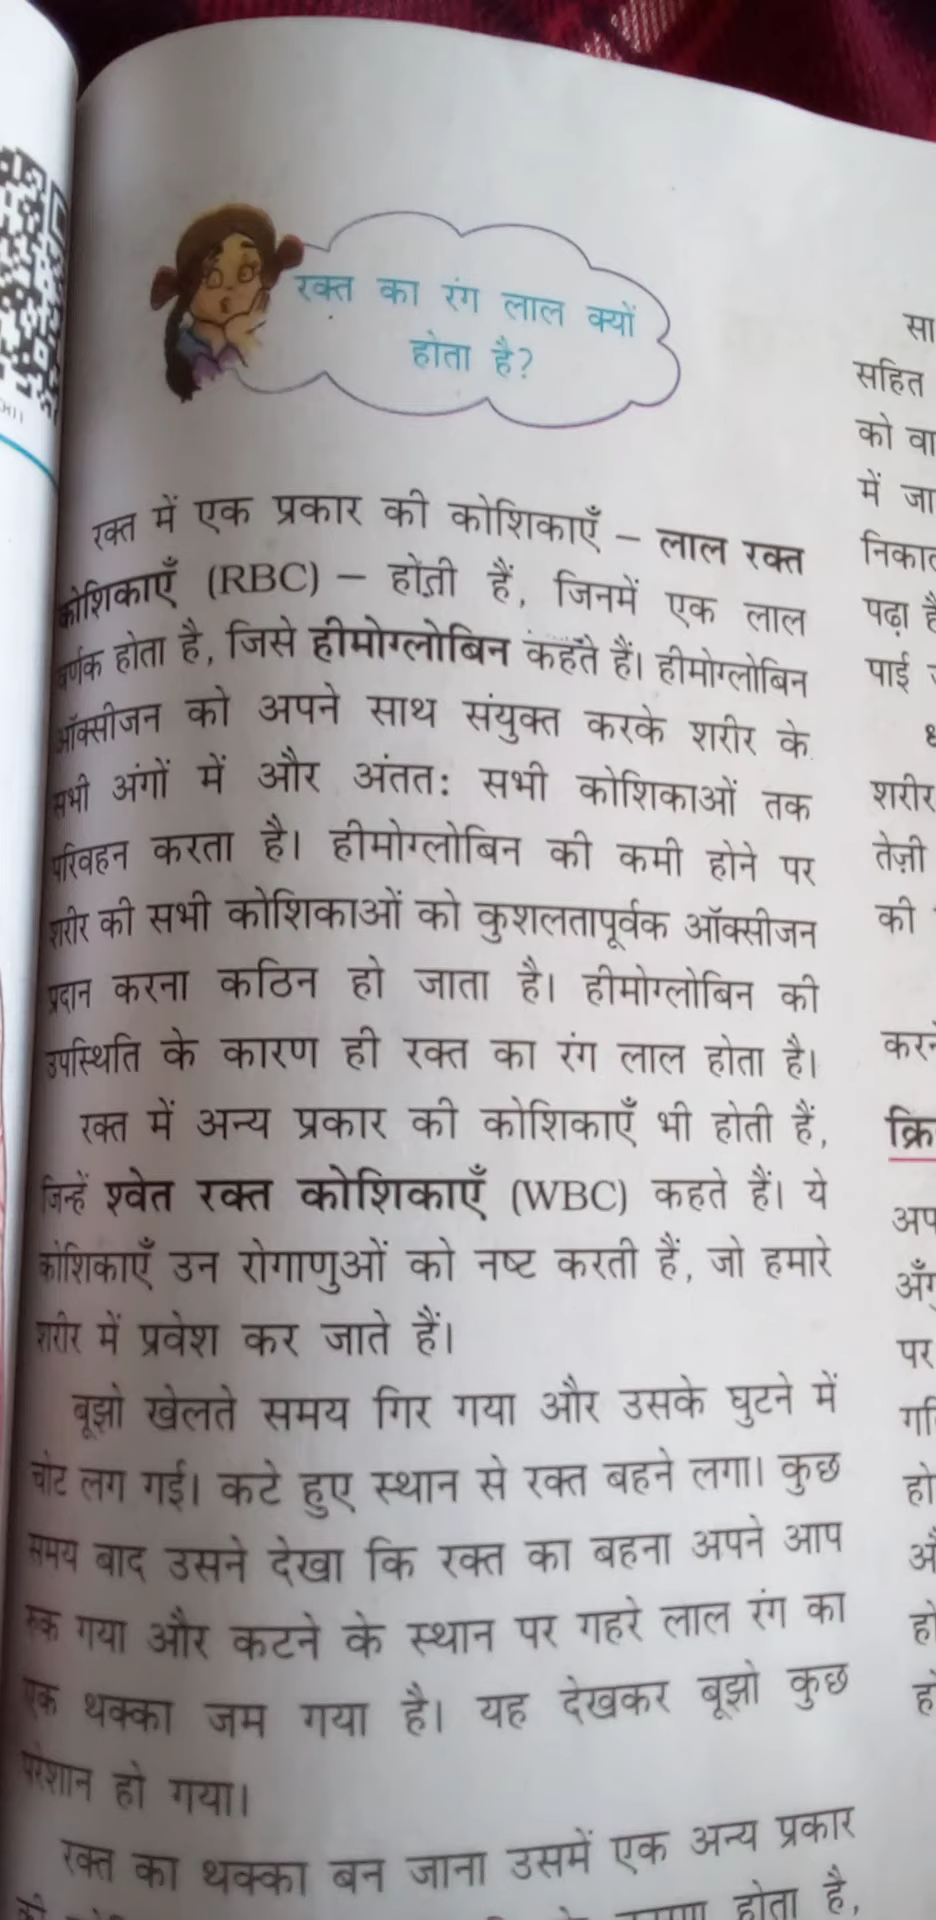 रक्त का रंग लाल क्यों
होता है?
रक्त में एक प्रकार की कोशिकाएँ – लाल रक्त
कोशिकाएँ (RBC) – होती हैं, जिनमें एक लाल
वर्णक होता है, जिसे हीमोग्लोबिन कहते हैं। हीमोग्लोबिन
ऑक्सीजन को अपने साथ संयुक्त करके शरीर के
सभी अंगों में और अंततः सभी कोशिकाओं तक
परिवहन करता है। हीमोग्लोबिन की कमी होने पर
शरीर की सभी कोशिकाओं को कुशलतापूर्वक ऑक्सीजन
प्रदान करना कठिन हो जाता है। हीमोग्लोबिन की
उपस्थिति के कारण ही रक्त का रंग लाल होता है।
रक्त में अन्य प्रकार की कोशिकाएँ भी होती हैं,
जिन्हें श्वेत रक्त कोशिकाएँ (WBC) कहते हैं। ये
कोशिकाएँ उन रोगाणुओं को नष्ट करती हैं, जो हमारे
शरीर में प्रवेश कर जाते हैं।
बूझो खेलते समय गिर गया और उसके घुटने में
चोट लग गई। कटे हुए स्थान से रक्त बहने लगा। कुछ
समय बाद उसने देखा कि रक्त का बहना अपने आप
रुक गया और कटने के स्थान पर गहरे लाल रंग का
एक थक्का जम गया है। यह देखकर बूझो कुछ
परेशान हो गया।
रक्त का थक्का बन जाना उसमें एक अन्य प्रकार
की होता है,
सहित
को वा
में जा
पढ़ा है
पाई
शरीर
तेज़ी
की
पर